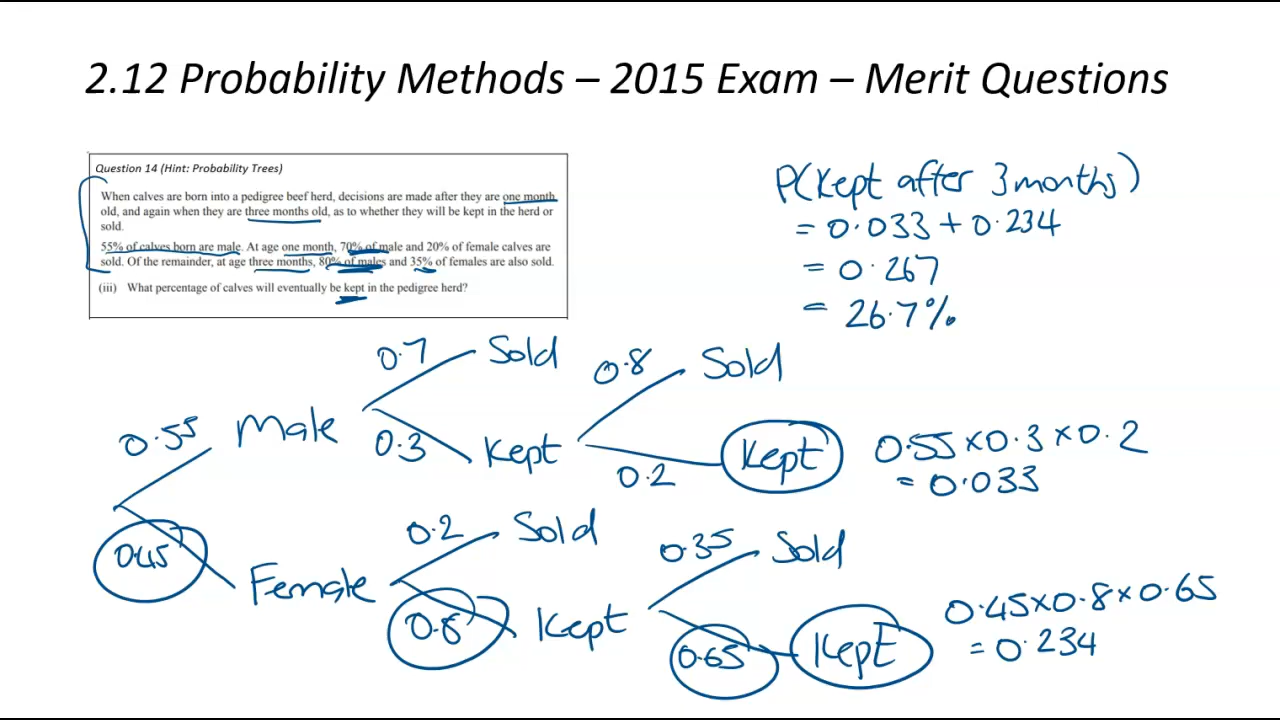 2.12 Probability Methods – 2015 Exam – Merit Questions
Question 14 (Hint: Probability Trees)
When calves are born into a pedigree beef herd, decisions are made after they are one month
old, and again when they are three months old, as to whether they will be kept in the herd or
sold.
55% of calves born are male. At age one month, 70% of male and 20% of female calves are
sold. Of the remainder, at age three months, 80% of males and 35% of females are also sold.
(iii) What percentage of calves will eventually be kept in the pedigree herd?
P(Kept after 3 months)
= 0.033 + 0.234
= 0.267
= 26.7%
0.7 Sold
0.8 Sold
0.55 Male
0.3 Kept
0.2 Kept
0.55 x 0.3 x 0.2
= 0.033
0.2 Sold
0.35 Sold
0.45 Female
0.8 Kept
0.65 Kept
0.45 x 0.8 x 0.65
= 0.234